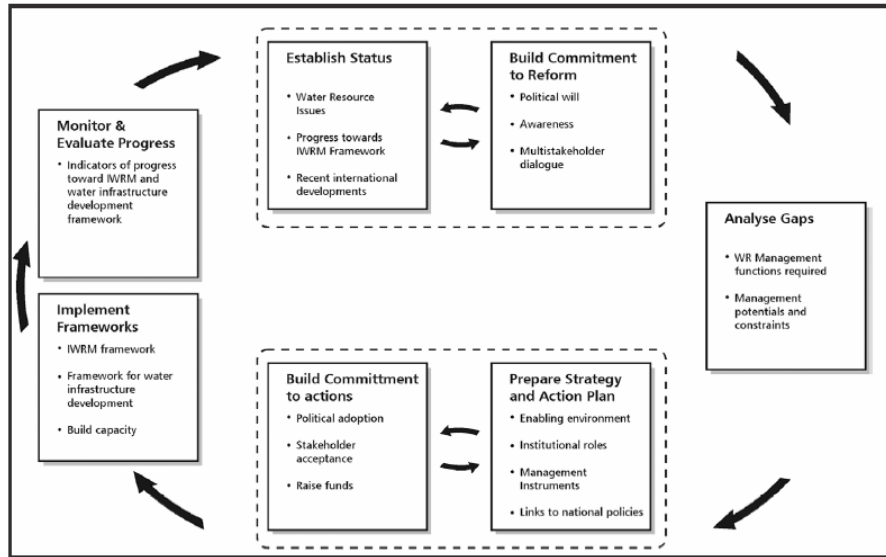 Establish Status
• Water Resource
Issues
• Progress towards
IWRM Framework
• Recent international
developments
Build Commitment
to Reform
• Political will
• Awareness
• Multistakeholder
dialogue
Monitor &
Evaluate Progress
• Indicators of progress
toward IWRM and
water infrastructure
development
framework
Analyse Gaps
• WR Management
functions required
• Management
potentials and
constraints
Implement
Frameworks
• IWRM framework
• Framework for water
infrastructure
development
• Build capacity
Build Committment
to actions
• Political adoption
• Stakeholder
acceptance
• Raise funds
Prepare Strategy
and Action Plan
• Enabling environment
• Institutional roles
• Management
Instruments
• Links to national policies